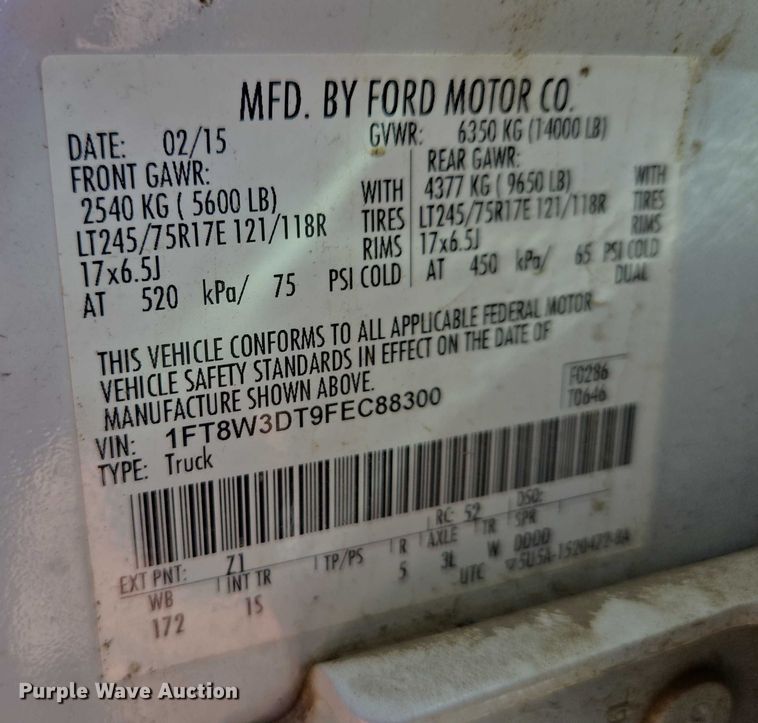 MFD. BY FORD MOTOR CO.
DATE: 02/15 GVWR: 6350 KG (14000 LB)
FRONT GAWR: REAR GAWR:
2540 KG ( 5600 LB) WITH 4377 KG ( 9650 LB) WITH
LT245/75R17E 121/118R TIRES LT245/75R17E 121/118R TIRES
17x6.5J RIMS 17x6.5J RIMS
AT 520 kPa/ 75 PSI COLD AT 450 kPa/ 65 PSI COLD
DUAL
THIS VEHICLE CONFORMS TO ALL APPLICABLE FEDERAL MOTOR
VEHICLE SAFETY STANDARDS IN EFFECT ON THE DATE OF
MANUFACTURE SHOWN ABOVE.
F0286
T0646
VIN: 1FT8W3DT9FEC88300
TYPE: Truck
EXT PNT: Z1 RC: 52 DSO:
WB INT TR TP/PS R AXLE TR SPR
172 IS 5 3L W DDDD
UTC
Purple Wave Auction